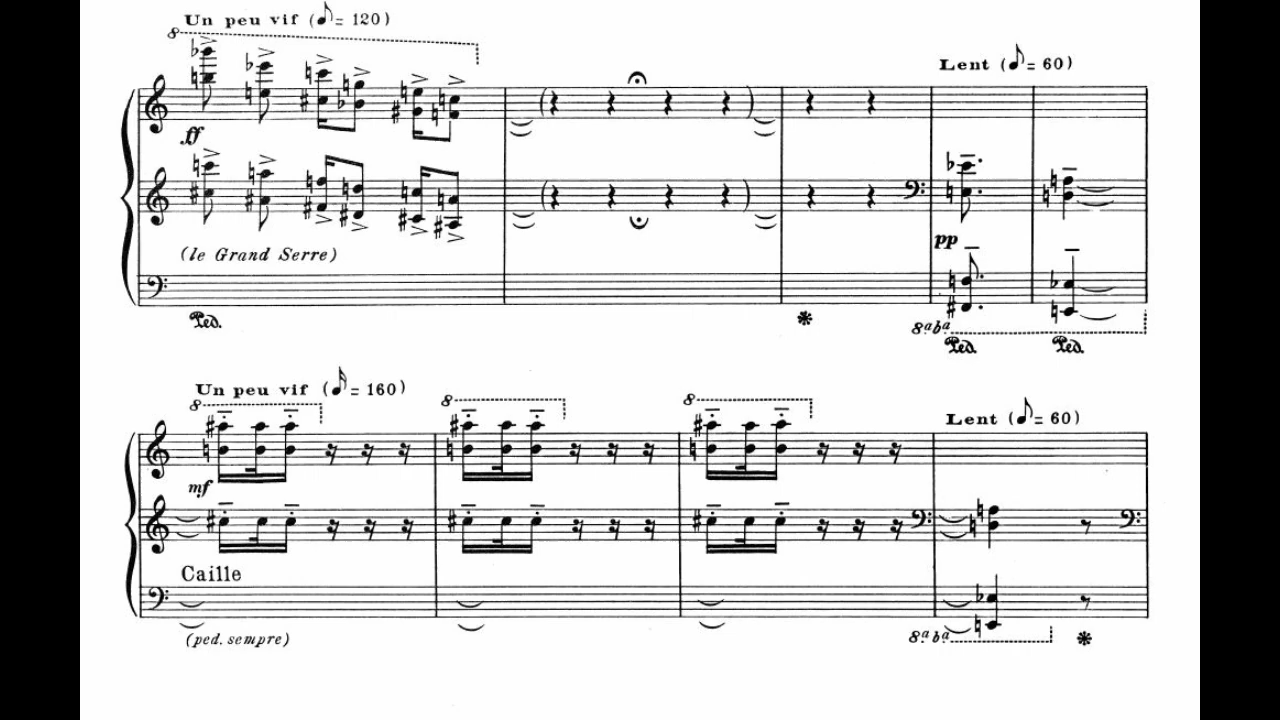 Un peu vif (♪= 120)
8
Lent (♪= 60)
ff
(le Grand Serre)
pp
Ped.
8ª bª
Ped.
Ped.
Un peu vif (♬= 160)
8
8
8
Lent (♪= 60)
mf
Caille
(ped. sempre)
8ª bª